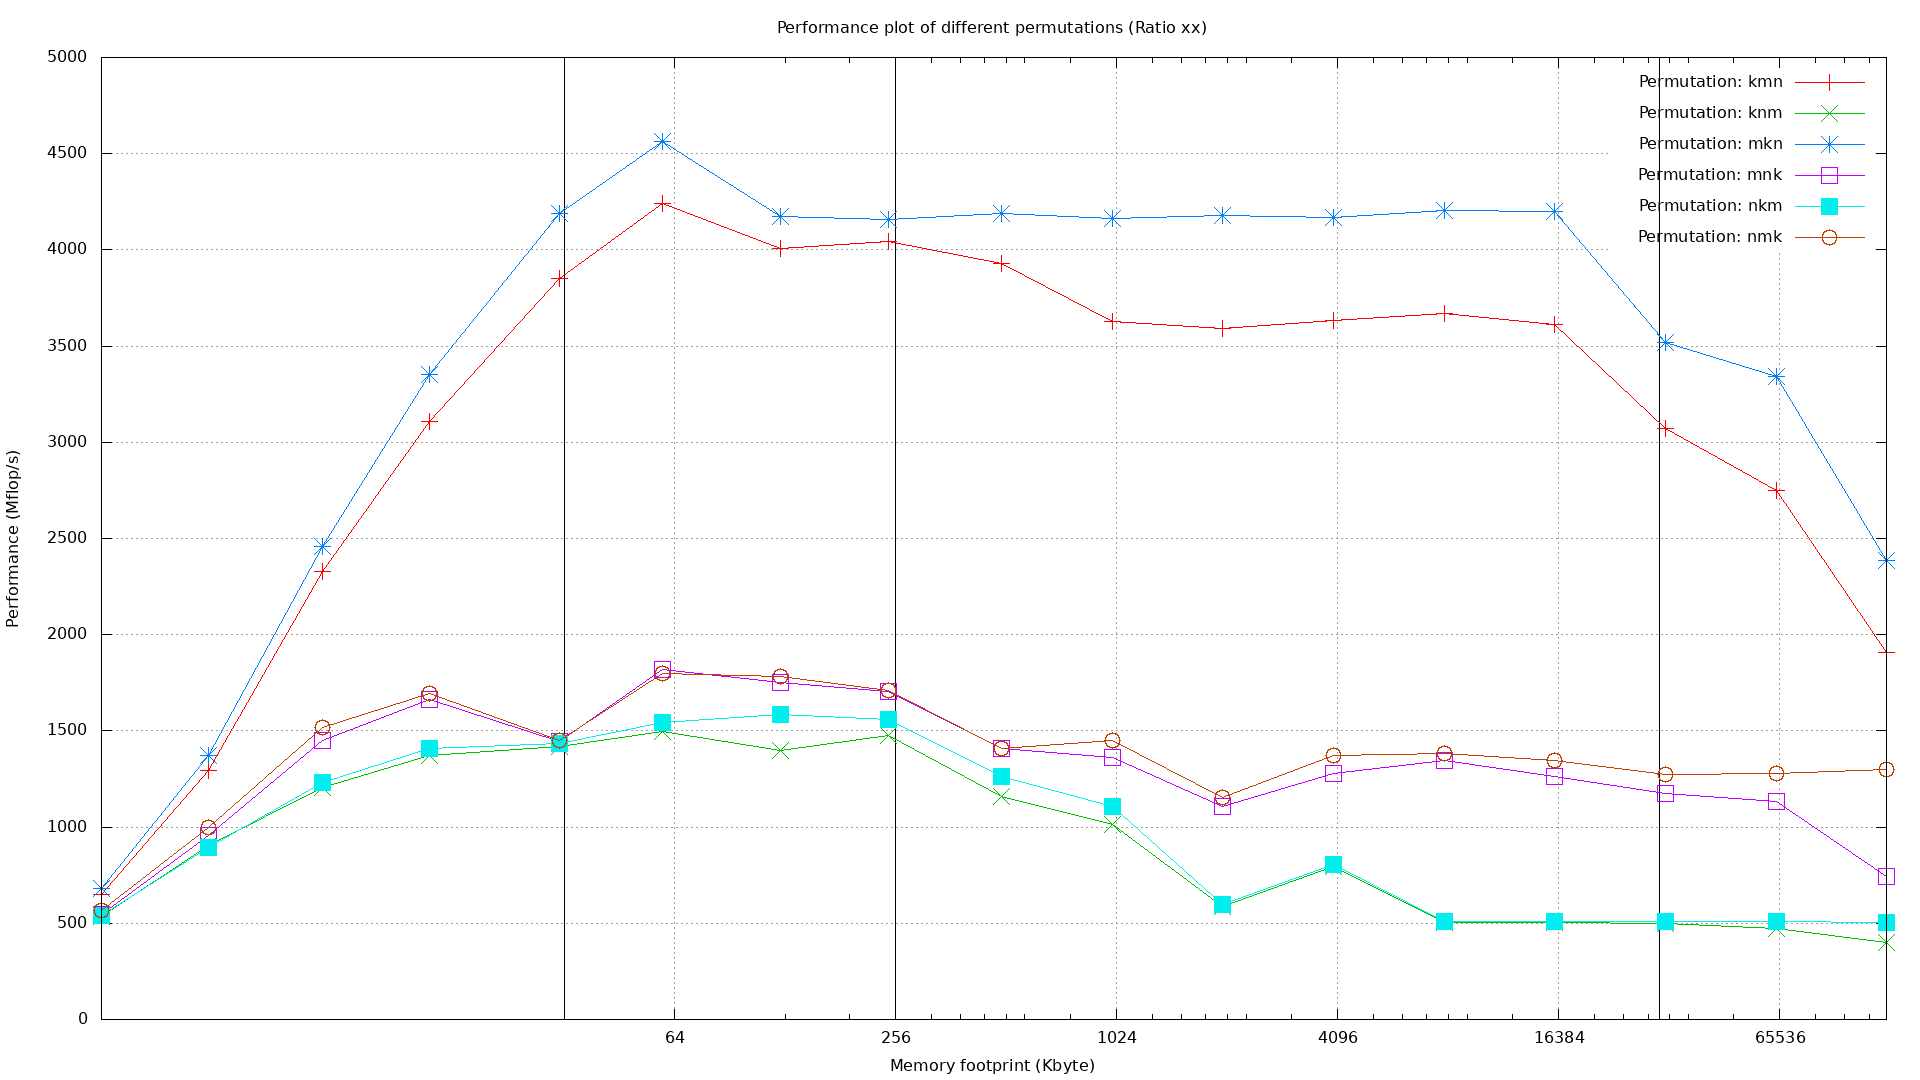 Performance plot of different permutations (Ratio xx)
5000
4500
4000
3500
3000
2500
2000
1500
1000
500
0
Performance (Mflop/s)
Permutation: kmn
Permutation: knm
Permutation: mkn
Permutation: mnk
Permutation: nkm
Permutation: nmk
64 256 1024 4096 16384 65536
Memory footprint (Kbyte)